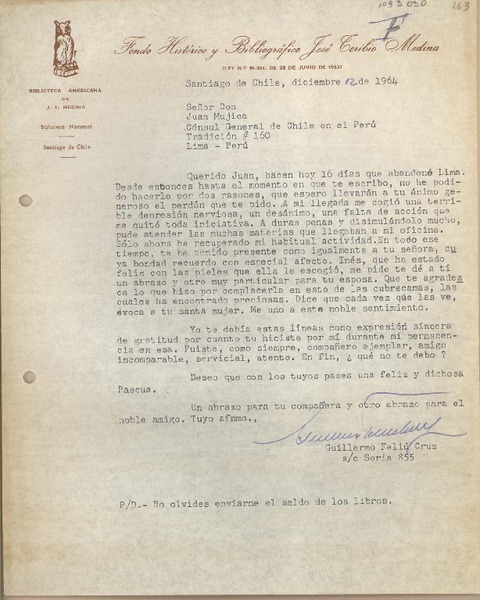 1093030
263
F
Fondo Histórico y Bibliográfico José Toribio Medina
(LEY N.º 10.361, DE 28 DE JUNIO DE 1952)
BIBLIOTECA AMERICANA
DE
J. T. MEDINA
Biblioteca Nacional
Santiago de Chile
Santiago de Chile, diciembre 12 de 1964
Señor Don
Juan Mujica
Cónsul General de Chile en el Perú
Tradición # 160
Lima - Perú
Querido Juan, hacen hoy 16 días que abandoné Lima.
Desde entonces hasta el momento en que te escribo, no he podi-
do hacerlo por dos razones, que espero llevarán a tu ánimo ge-
neroso el perdón que te pido. A mi llegada me cogió una terri-
ble depresión nerviosa, un desánimo, una falta de acción que
me quitó toda iniciativa. A duras penas y disimulándolo mucho,
pude atender las muchas materias que llegaban a mi oficina.
Sólo ahora he recuperado mi habitual actividad.En todo ese
tiempo, te he tenido presente como igualmente a tu señora, cu
ya bondad recuerdo con especial afecto. Inés, que ha estado
feliz con las pieles que ella le escogió, me pide te dé a ti
un abrazo y otro muy particular para tu esposa. Que te agradez
ca lo que hizo por complacerla en esto de las cubrecamas, las
cuales ha encontrado preciosas. Dice que cada vez que las ve,
evoca a tu santa mujer. Me uno a este noble sentimiento.
Yo te debía estas líneas como expresión sincera
de gratitud por cuanto tu hiciste por mí durante mi permanen-
cia en esa. Fuiste, como siempre, compañero ejemplar, amigo
incomparable, servicial, atento. En fin, ¿ qué no te debo ?
Deseo que con los tuyos pases una feliz y dichosa
Pascua.
Un abrazo para tu compañera y otro abrazo para el
noble amigo. Tuyo afmmo.,
Guillermo Feliú Cruz
s/c Soria 855
P/D.- No olvides enviarme el saldo de los libros.